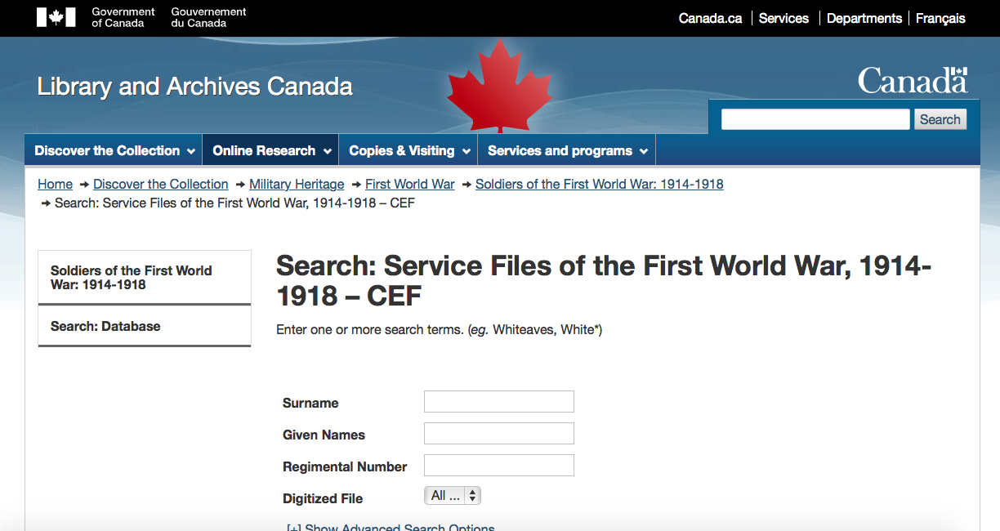 Government
of Canada
Gouvernement
du Canada
Canada.ca
Services
Departments
Français
Library and Archives Canada
Canada
Search
Discover the Collection
Online Research
Copies & Visiting
Services and programs
Home → Discover the Collection → Military Heritage → First World War → Soldiers of the First World War: 1914-1918
→ Search: Service Files of the First World War, 1914-1918 – CEF
Soldiers of the First World
War: 1914-1918
Search: Database
Search: Service Files of the First World War, 1914-
1918 – CEF
Enter one or more search terms. (eg. Whiteaves, White*)
Surname
Given Names
Regimental Number
Digitized File
All ...
[+] Show Advanced Search Options